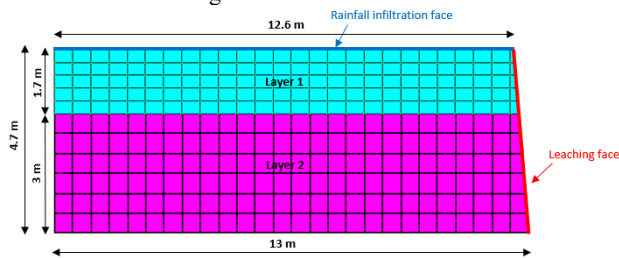 Rainfall infiltration face
12.6 m
1.7 m
Layer 1
4.7 m
3 m
Layer 2
Leaching face
13 m